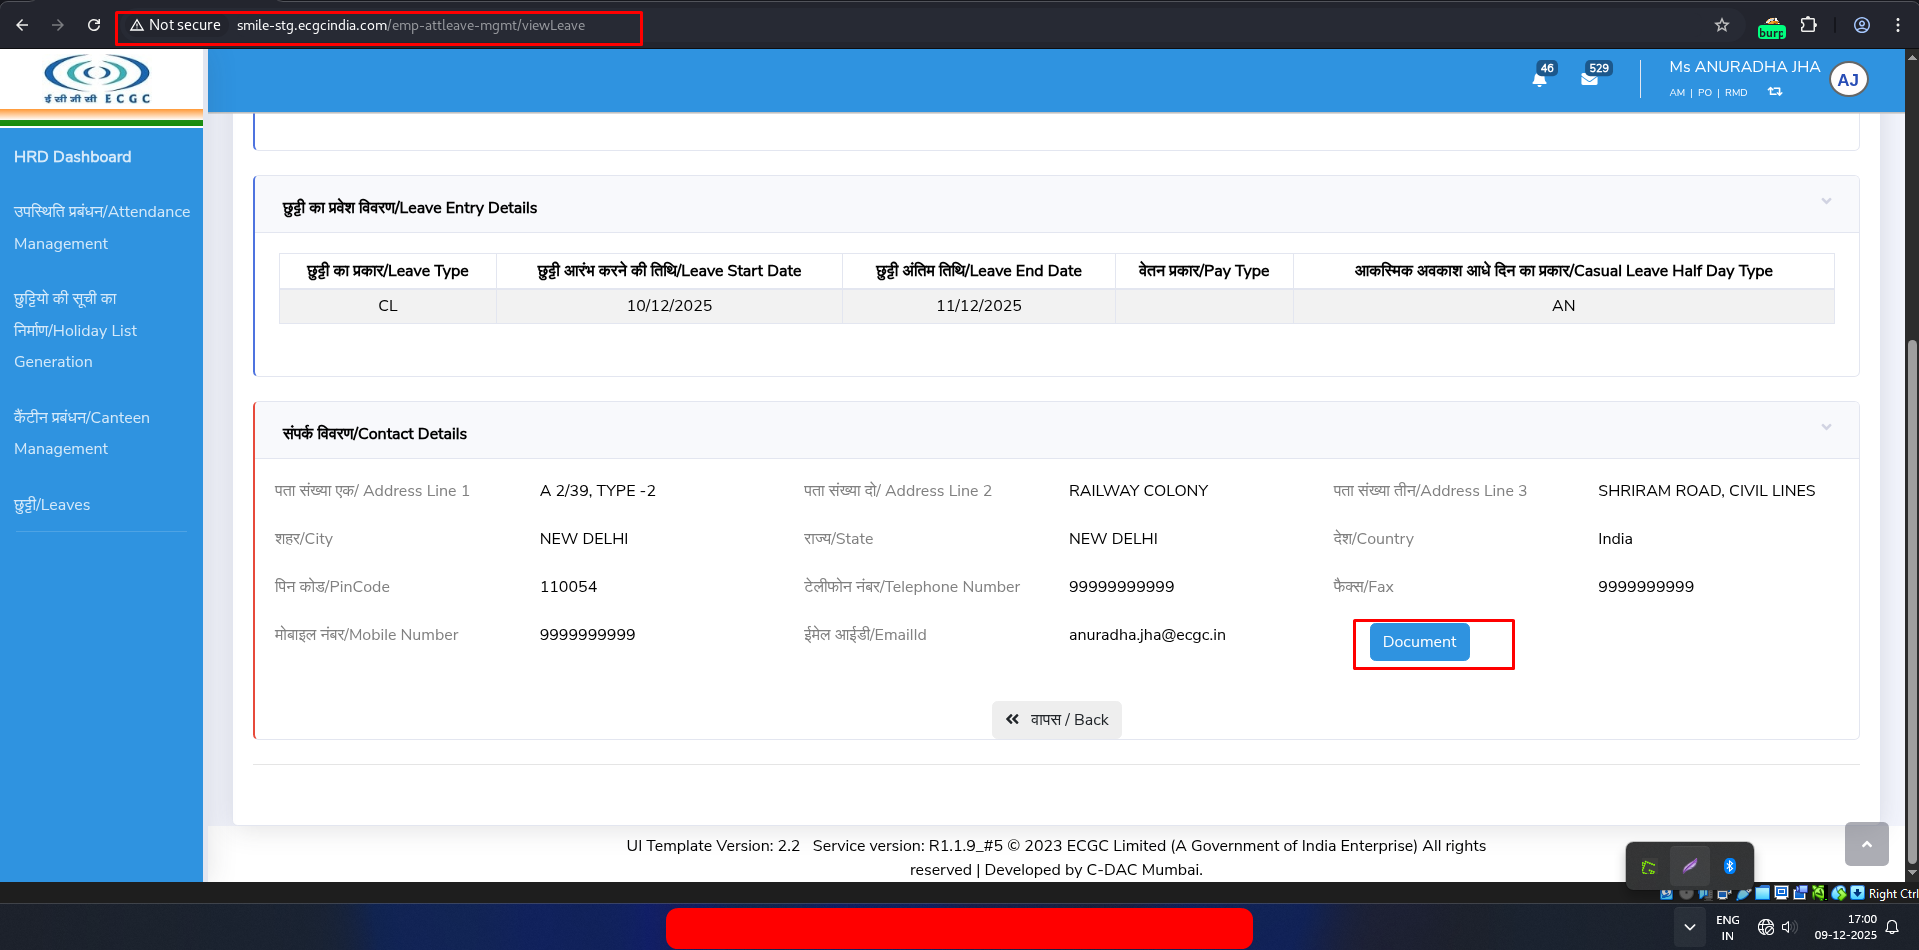 Not secure smile-stg.ecgcindia.com/emp-attleave-mgmt/viewLeave
burp
ई सी जी सी ECGC
46
529
Ms ANURADHA JHA
AM | PO | RMD
AJ
HRD Dashboard
उपस्थिति प्रबंधन/Attendance
Management
छुट्टियो की सूची का
निर्माण/Holiday List
Generation
कैंटीन प्रबंधन/Canteen
Management
छुट्टी/Leaves
छुट्टी का प्रवेश विवरण/Leave Entry Details
छुट्टी का प्रकार/Leave Type छुट्टी आरंभ करने की तिथि/Leave Start Date छुट्टी अंतिम तिथि/Leave End Date वेतन प्रकार/Pay Type आकस्मिक अवकाश आधे दिन का प्रकार/Casual Leave Half Day Type
CL 10/12/2025 11/12/2025 AN
संपर्क विवरण/Contact Details
पता संख्या एक/ Address Line 1 A 2/39, TYPE -2 पता संख्या दो/ Address Line 2 RAILWAY COLONY पता संख्या तीन/Address Line 3 SHRIRAM ROAD, CIVIL LINES
शहर/City NEW DELHI राज्य/State NEW DELHI देश/Country India
पिन कोड/PinCode 110054 टेलीफोन नंबर/Telephone Number 99999999999 फैक्स/Fax 9999999999
मोबाइल नंबर/Mobile Number 9999999999 ईमेल आईडी/EmailId anuradha.jha@ecgc.in Document
वापस / Back
UI Template Version: 2.2 Service version: R1.1.9_#5 © 2023 ECGC Limited (A Government of India Enterprise) All rights
reserved | Developed by C-DAC Mumbai.
Right Ctrl
ENG
IN
17:00
09-12-2025